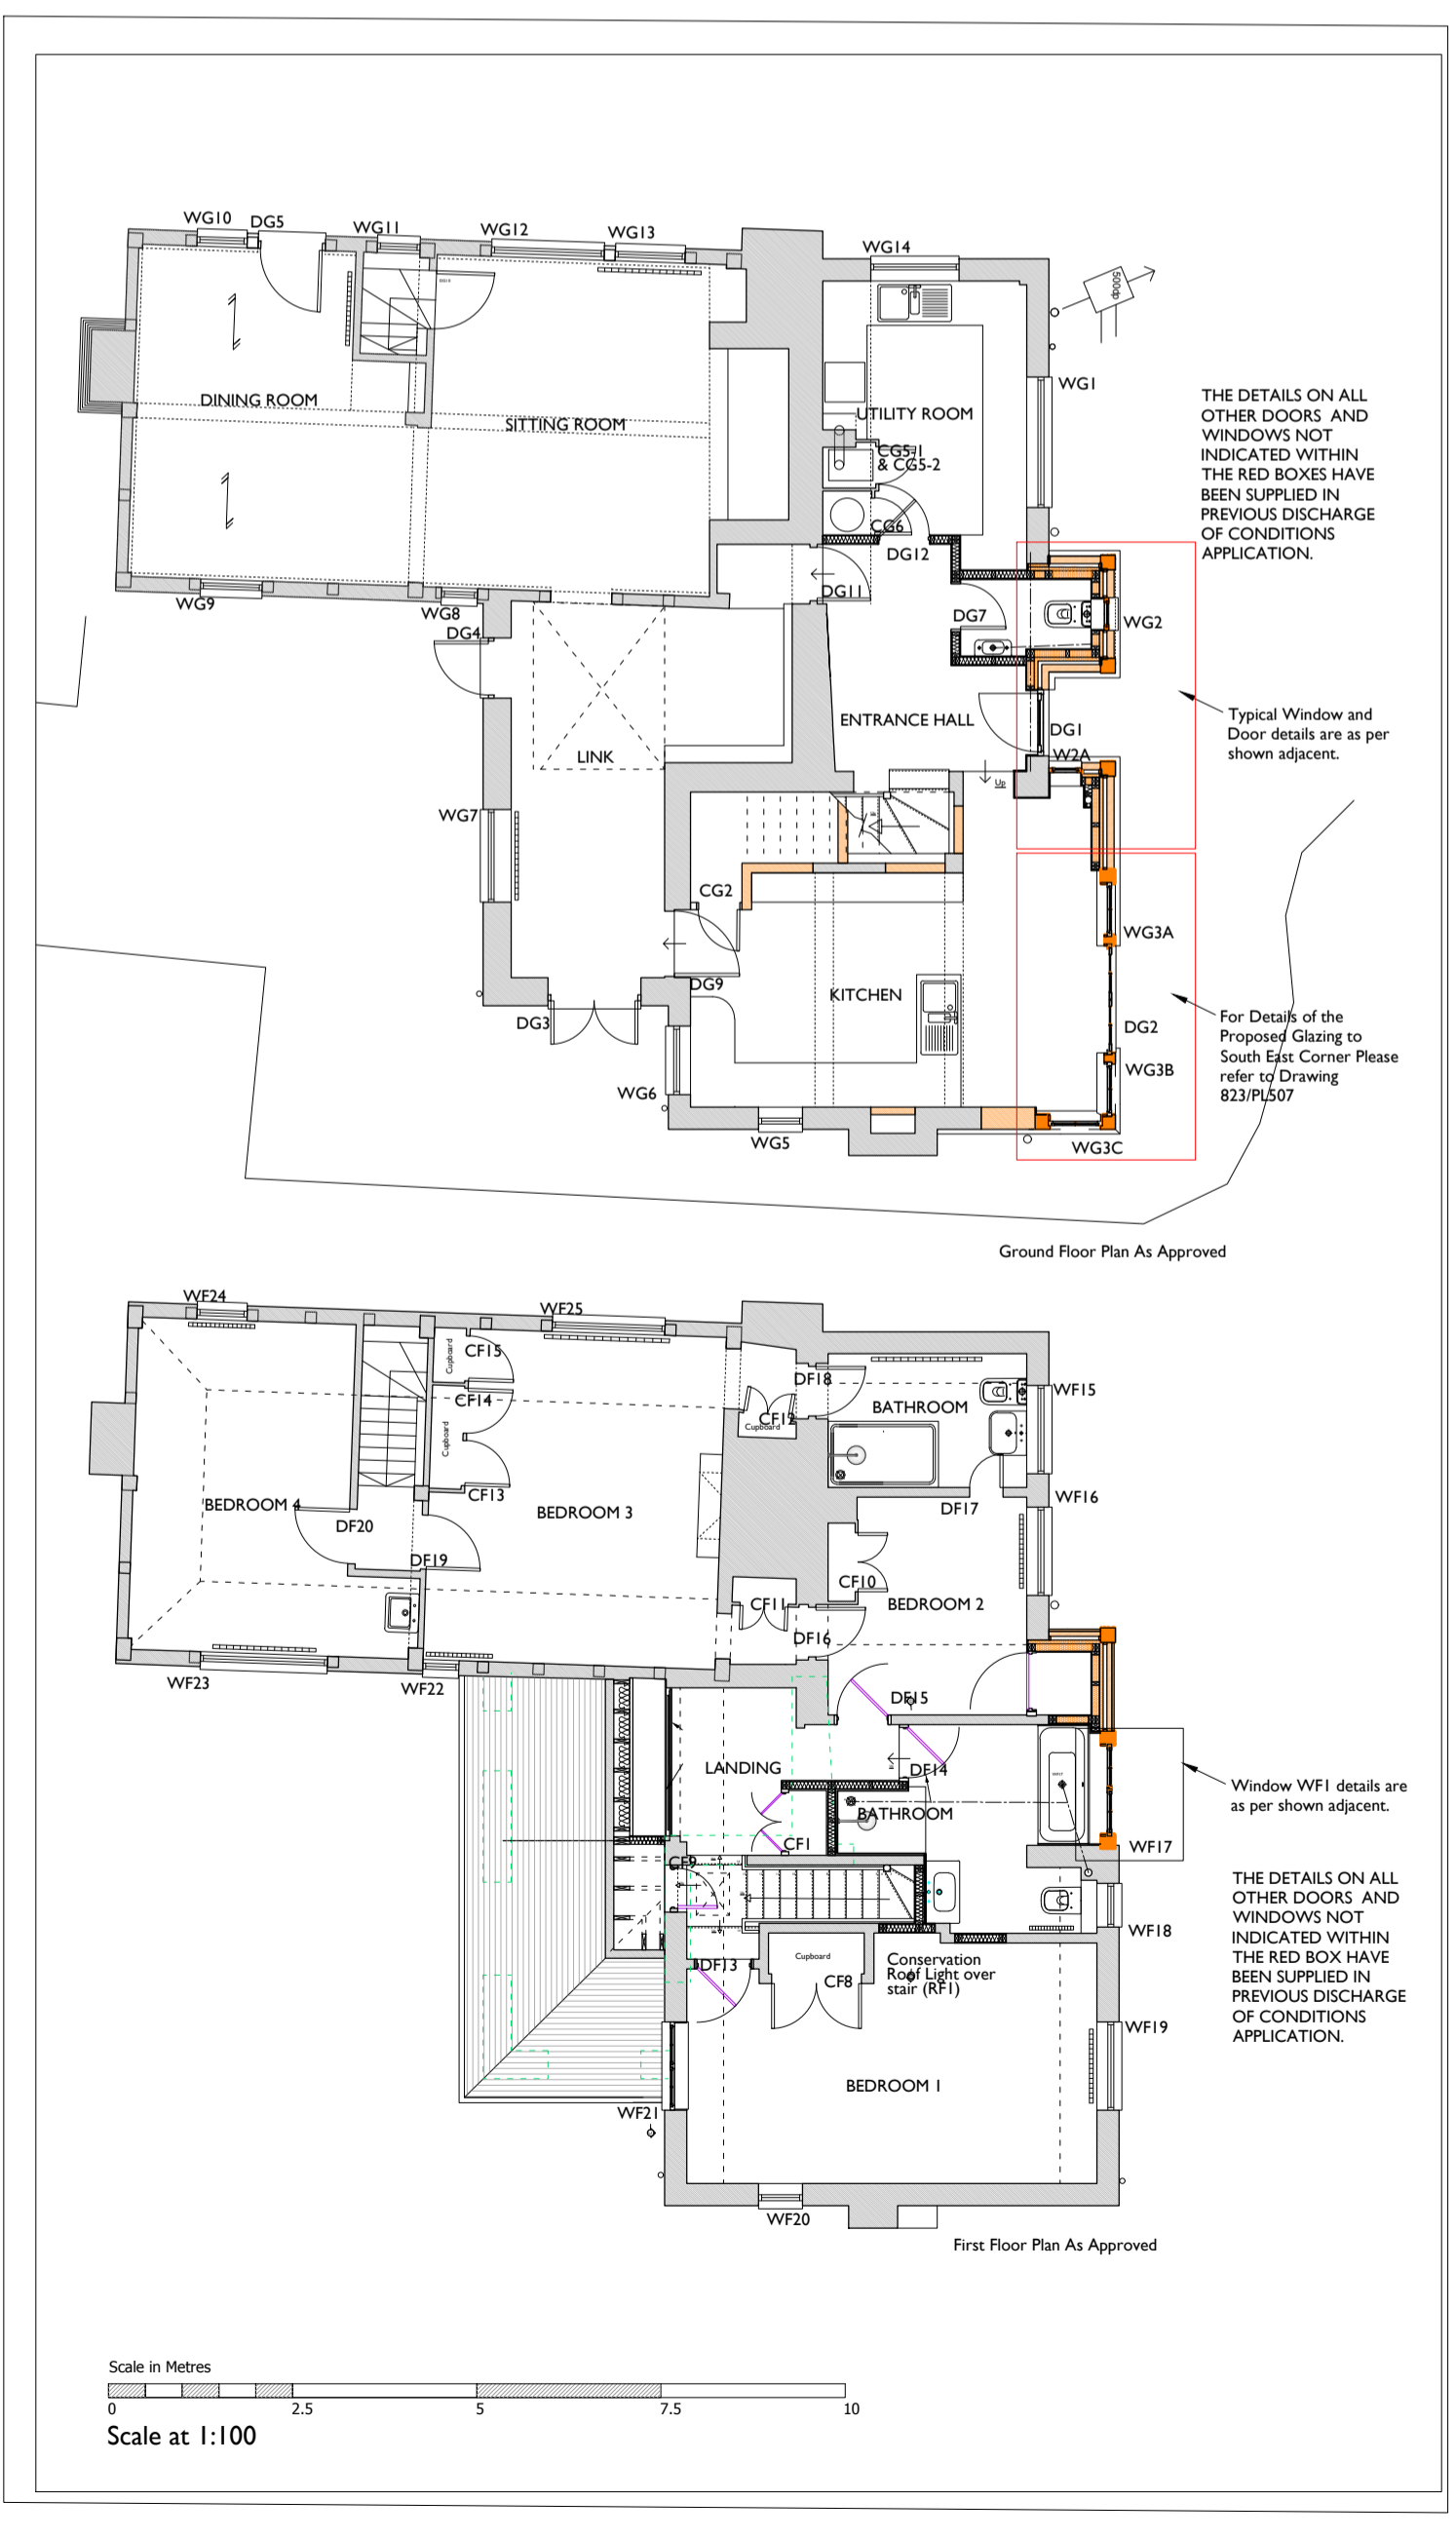 WG10
DG5
WG11
WG12
WG13
WG14
5000dp
WG1
DINING ROOM
SITTING ROOM
UTILITY ROOM
CG5-1
& CG5-2
CG6
DG12
THE DETAILS ON ALL
OTHER DOORS AND
WINDOWS NOT
INDICATED WITHIN
THE RED BOXES HAVE
BEEN SUPPLIED IN
PREVIOUS DISCHARGE
OF CONDITIONS
APPLICATION.
WG9
WG8
DG4
DG11
DG7
WG2
ENTRANCE HALL
DG1
W2A
Up
Typical Window and
Door details are as per
shown adjacent.
LINK
WG7
CG2
WG3A
DG9
KITCHEN
DG3
DG2
WG3B
WG6
WG5
WG3C
For Details of the
Proposed Glazing to
South East Corner Please
refer to Drawing
823/PL507
Ground Floor Plan As Approved
WF24
WF25
Cupboard
CF15
CF14
Cupboard
CF13
DF18
CF12
Cupboard
BATHROOM
WF15
BEDROOM 4
DF20
DF19
BEDROOM 3
DF17
WF16
CF10
CF11
BEDROOM 2
DF16
WF23
WF22
DF15
LANDING
DF14
BATHROOM
CF1
WF17
Window WF1 details are
as per shown adjacent.
CF9
WF18
DF13
Cupboard
CF8
Conservation
Roof Light over
stair (RF1)
THE DETAILS ON ALL
OTHER DOORS AND
WINDOWS NOT
INDICATED WITHIN
THE RED BOX HAVE
BEEN SUPPLIED IN
PREVIOUS DISCHARGE
OF CONDITIONS
APPLICATION.
WF19
BEDROOM 1
WF21
WF20
First Floor Plan As Approved
Scale in Metres
0 2.5 5 7.5 10
Scale at 1:100